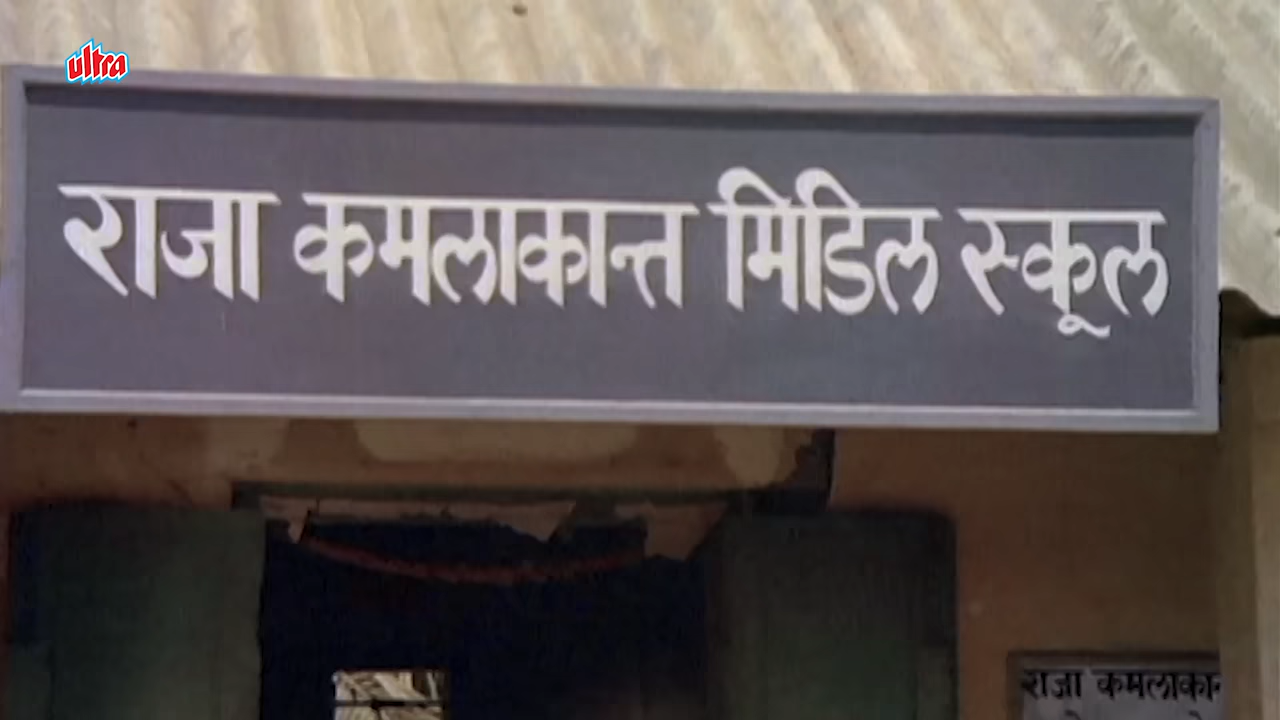 ultra
राजा कमलाकान्त मिडिल स्कूल
राजा कमलाकान